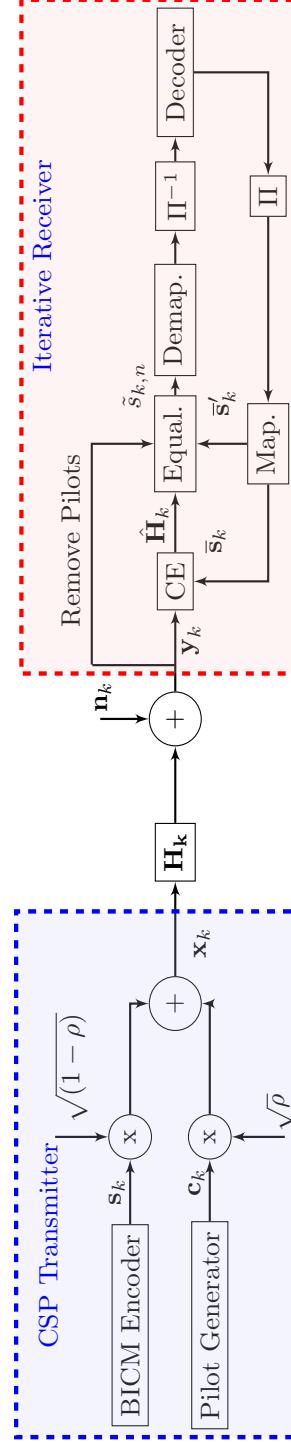 CSP Transmitter
BICM Encoder
s_k
x
√(1 − ρ)
Pilot Generator
c_k
x
√ρ
+
x_k
H_k
n_k
+
Iterative Receiver
Remove Pilots
y_k
CE
Ĥ_k
Equal.
s̃_{k,n}
Demap.
Π⁻¹
Decoder
s̄_k
s̄′_k
Map.
Π